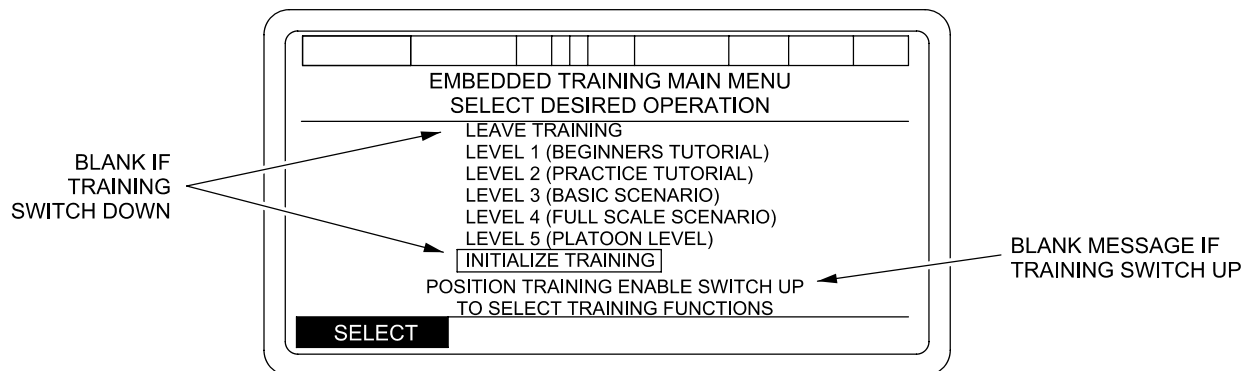 EMBEDDED TRAINING MAIN MENU
SELECT DESIRED OPERATION
LEAVE TRAINING
LEVEL 1 (BEGINNERS TUTORIAL)
LEVEL 2 (PRACTICE TUTORIAL)
LEVEL 3 (BASIC SCENARIO)
LEVEL 4 (FULL SCALE SCENARIO)
LEVEL 5 (PLATOON LEVEL)
INITIALIZE TRAINING
POSITION TRAINING ENABLE SWITCH UP
TO SELECT TRAINING FUNCTIONS
SELECT
BLANK IF
TRAINING
SWITCH DOWN
BLANK MESSAGE IF
TRAINING SWITCH UP